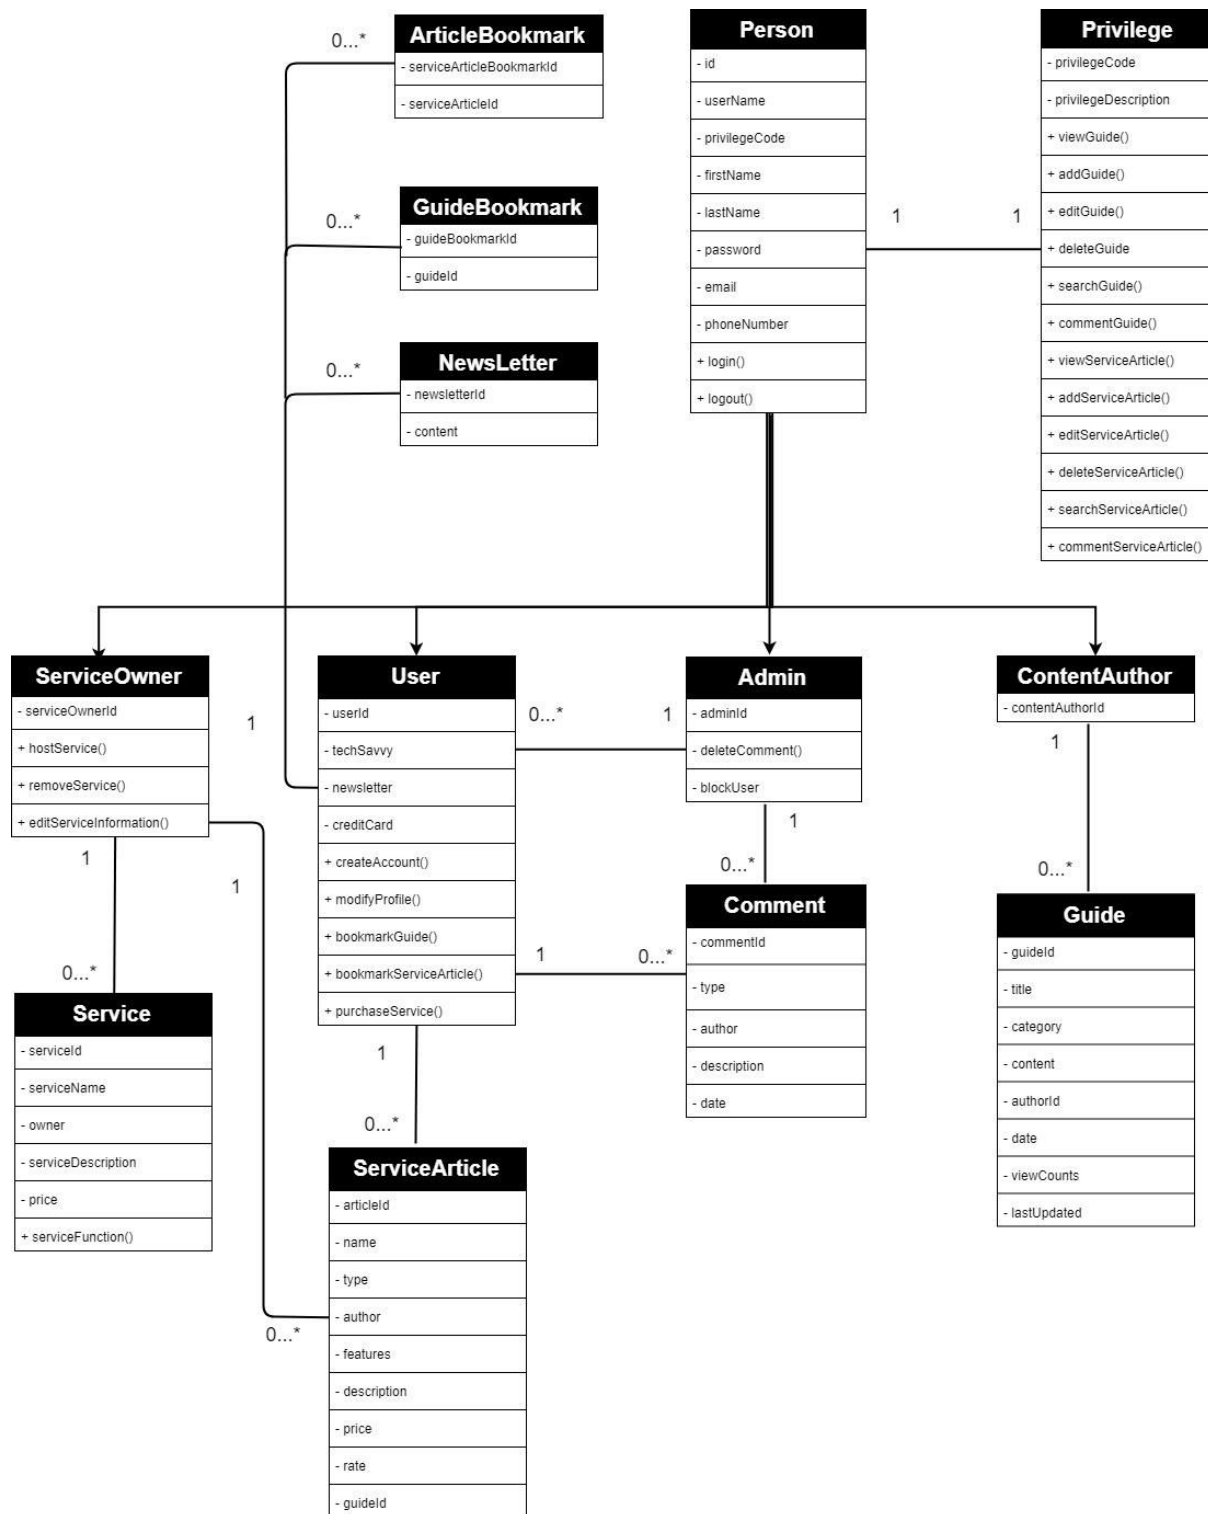 ArticleBookmark
- serviceArticleBookmarkId
- serviceArticleId
0...*
GuideBookmark
- guideBookmarkId
- guideId
0...*
NewsLetter
- newsletterId
- content
0...*
Person
- id
- userName
- privilegeCode
- firstName
- lastName
- password
- email
- phoneNumber
+ login()
+ logout()
1
1
Privilege
- privilegeCode
- privilegeDescription
+ viewGuide()
+ addGuide()
+ editGuide()
+ deleteGuide
+ searchGuide()
+ commentGuide()
+ viewServiceArticle()
+ addServiceArticle()
+ editServiceArticle()
+ deleteServiceArticle()
+ searchServiceArticle()
+ commentServiceArticle()
ServiceOwner
- serviceOwnerId
+ hostService()
+ removeService()
+ editServiceInformation()
1
1
1
0...*
User
- userId
- techSavvy
- newsletter
- creditCard
+ createAccount()
+ modifyProfile()
+ bookmarkGuide()
+ bookmarkServiceArticle()
+ purchaseService()
0...*
1
1
0...*
1
0...*
Admin
- adminId
- deleteComment()
- blockUser
1
0...*
Comment
- commentId
- type
- author
- description
- date
ContentAuthor
- contentAuthorId
1
0...*
Guide
- guideId
- title
- category
- content
- authorId
- date
- viewCounts
- lastUpdated
Service
- serviceId
- serviceName
- owner
- serviceDescription
- price
+ serviceFunction()
0...*
ServiceArticle
- articleId
- name
- type
- author
- features
- description
- price
- rate
- guideId